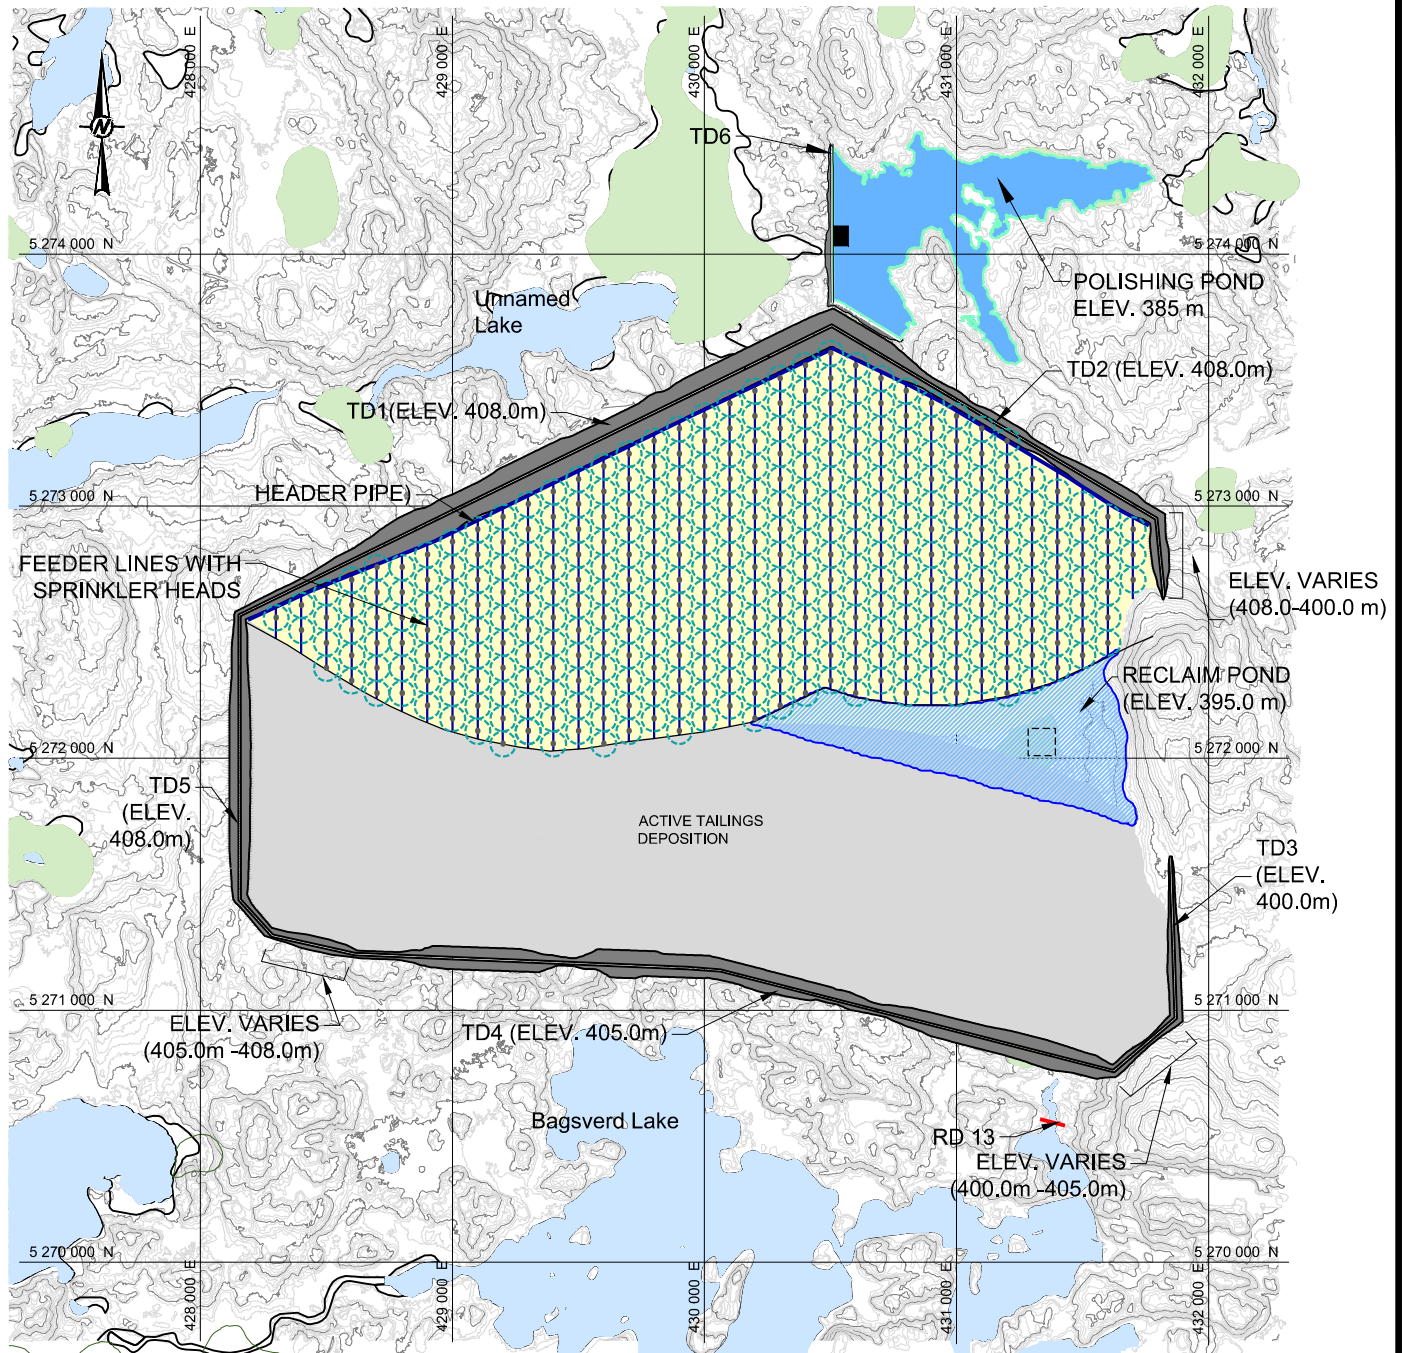 428 000 E
429 000 E
430 000 E
431 000 E
432 000 E
N
TD6
5 274 000 N
5 274 000 N
POLISHING POND
ELEV. 385 m
Unnamed
Lake
TD2 (ELEV. 408.0m)
TD1(ELEV. 408.0m)
HEADER PIPE)
5 273 000 N
5 273 000 N
FEEDER LINES WITH
SPRINKLER HEADS
ELEV. VARIES
(408.0-400.0 m)
RECLAIM POND
(ELEV. 395.0 m)
5 272 000 N
5 272 000 N
TD5
(ELEV.
408.0m)
ACTIVE TAILINGS
DEPOSITION
TD3
(ELEV.
400.0m)
5 271 000 N
5 271 000 N
ELEV. VARIES
(405.0m -408.0m)
TD4 (ELEV. 405.0m)
Bagsverd Lake
RD 13
ELEV. VARIES
(400.0m -405.0m)
5 270 000 N
5 270 000 N
428 000 E
429 000 E
430 000 E
431 000 E
432 000 E